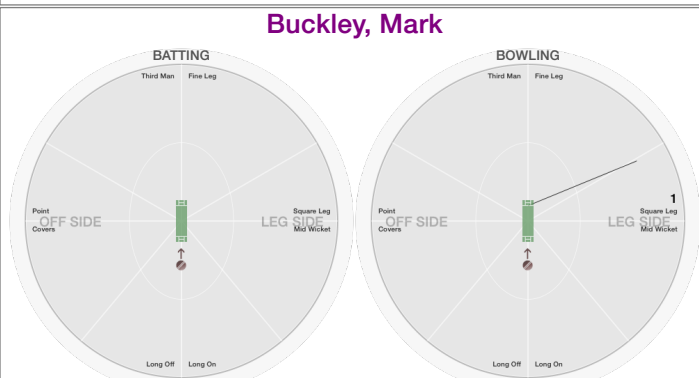 Buckley, Mark
BATTING
Third Man Fine Leg
Point
OFF SIDE
Covers
Square Leg
LEG SIDE
Mid Wicket
Long Off Long On
BOWLING
Third Man Fine Leg
1
Point
OFF SIDE
Covers
Square Leg
LEG SIDE
Mid Wicket
Long Off Long On